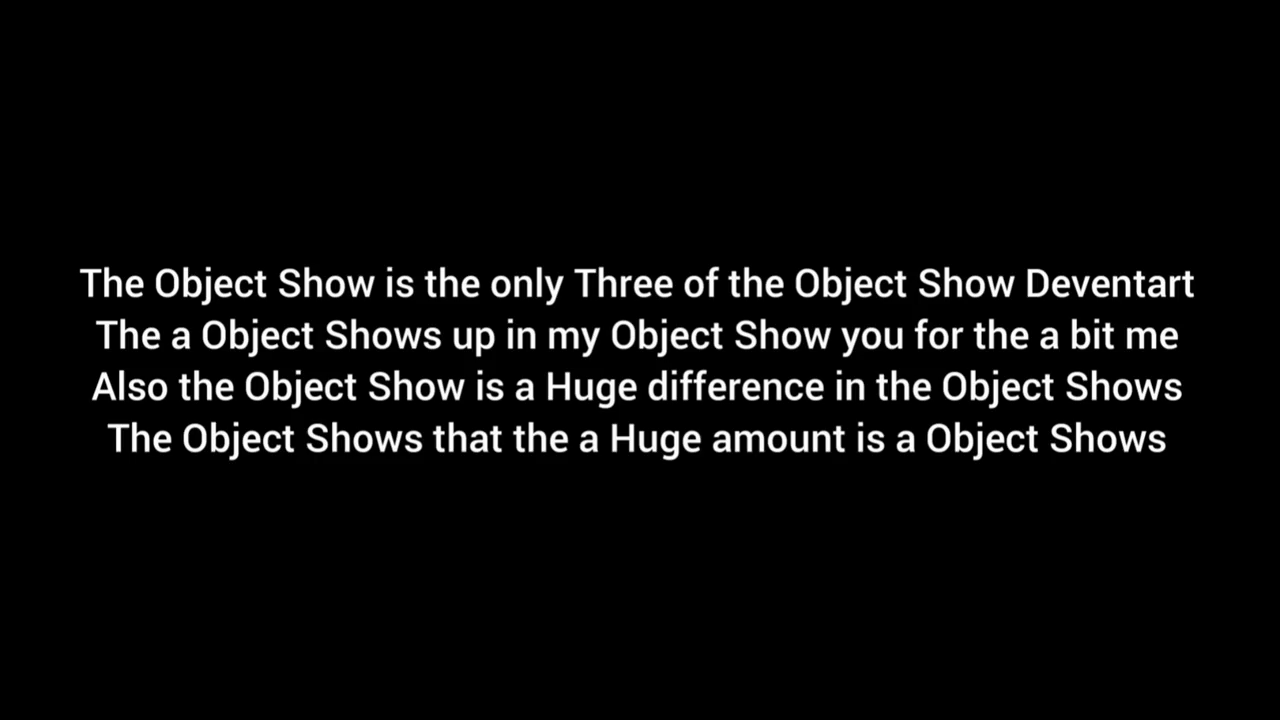 The Object Show is the only Three of the Object Show Deventart
The a Object Shows up in my Object Show you for the a bit me
Also the Object Show is a Huge difference in the Object Shows
The Object Shows that the a Huge amount is a Object Shows